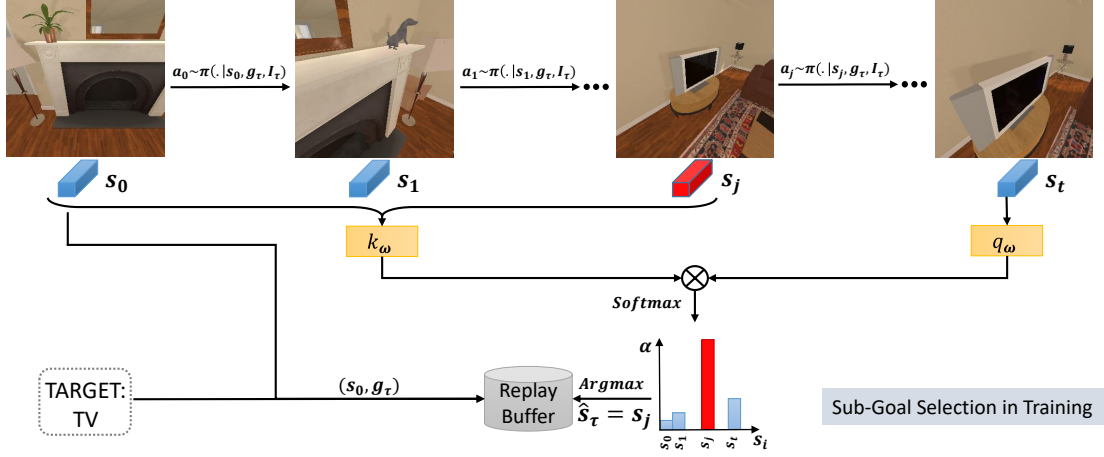 a₀~π(.|s₀, g_τ, I_τ)
a₁~π(.|s₁, g_τ, I_τ)
•••
a_j~π(.|s_j, g_τ, I_τ)
•••
s₀
s₁
s_j
s_t
k_ω
q_ω
Softmax
α
TARGET:
TV
(s₀, g_τ)
Replay
Buffer
Argmax
ŝ_τ = s_j
s₀
s₁
s_j
s_t
s_i
Sub-Goal Selection in Training